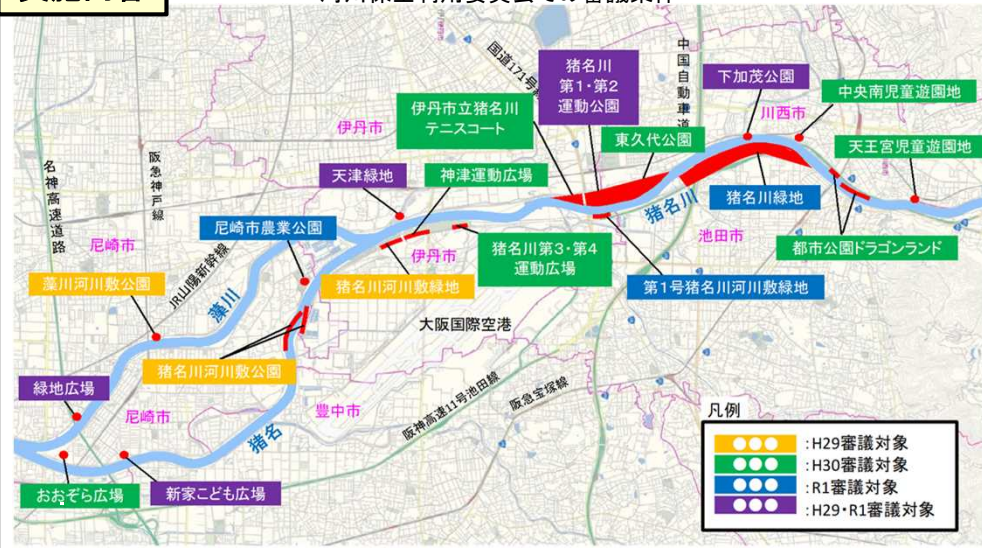 国道171号
猪名川
第1・第2
運動公園
中国自動車道
下加茂公園
中央南児童遊園地
伊丹市立猪名川
テニスコート
川西市
伊丹市
東久代公園
天王宮児童遊園地
名神高速道路
阪急神戸線
天津緑地
神津運動広場
猪名川
猪名川緑地
尼崎市
尼崎市農業公園
伊丹市
猪名川第3・第4
運動広場
池田市
都市公園ドラゴンランド
JR山陽新幹線
藻川河川敷公園
藻川
猪名川河川敷緑地
第1号猪名川河川敷緑地
大阪国際空港
猪名川河川敷公園
緑地広場
尼崎市
豊中市
猪名
阪神高速11号池田線
阪急宝塚線
おおぞら広場
新家こども広場
凡例
●●●:H29審議対象
●●●:H30審議対象
●●●:R1審議対象
●●●:H29・R1審議対象